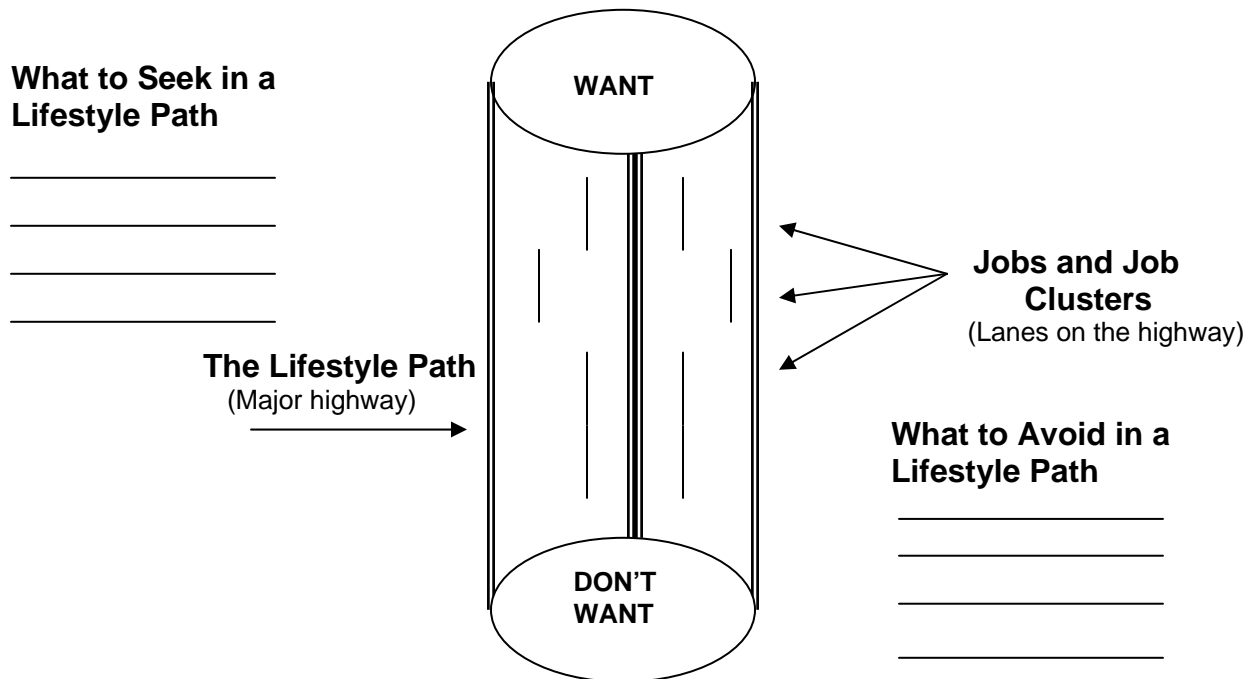 WANT
What to Seek in a
Lifestyle Path
Jobs and Job
Clusters
(Lanes on the highway)
The Lifestyle Path
(Major highway)
What to Avoid in a
Lifestyle Path
DON'T
WANT